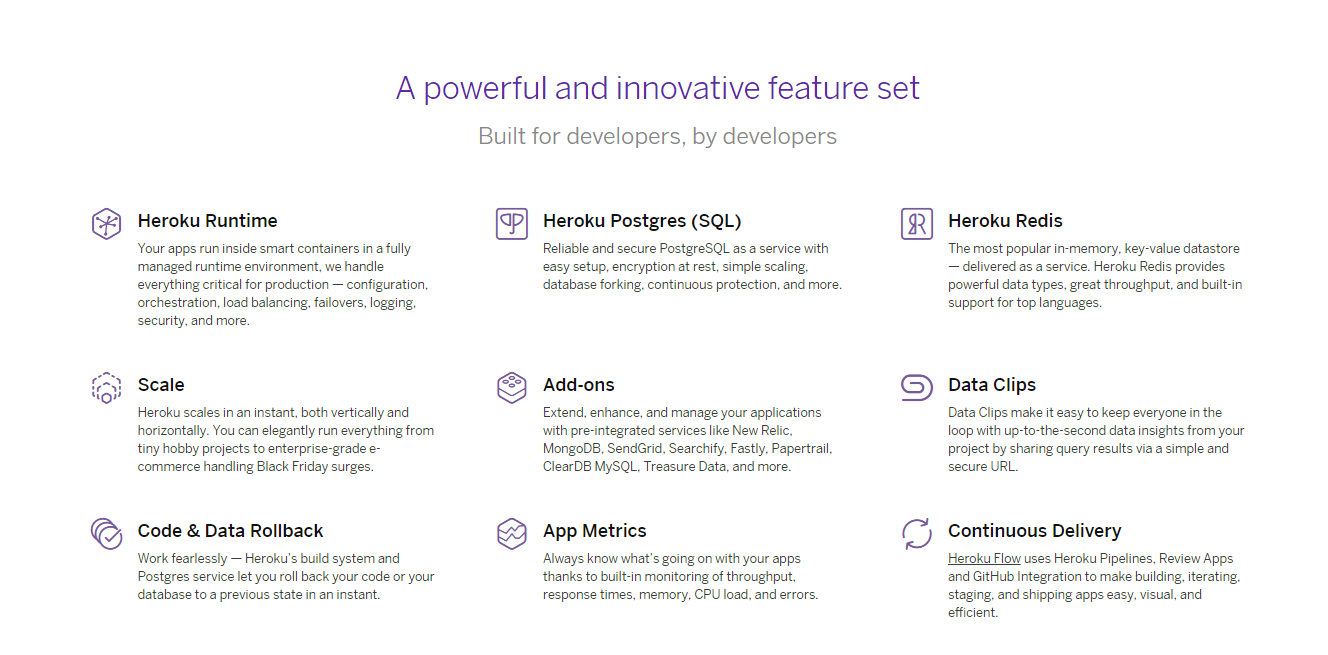 A powerful and innovative feature set
Built for developers, by developers
Heroku Runtime
Your apps run inside smart containers in a fully
managed runtime environment, we handle
everything critical for production — configuration,
orchestration, load balancing, failovers, logging,
security, and more.
Heroku Postgres (SQL)
Reliable and secure PostgreSQL as a service with
easy setup, encryption at rest, simple scaling,
database forking, continuous protection, and more.
Heroku Redis
The most popular in-memory, key-value datastore
— delivered as a service. Heroku Redis provides
powerful data types, great throughput, and built-in
support for top languages.
Scale
Heroku scales in an instant, both vertically and
horizontally. You can elegantly run everything from
tiny hobby projects to enterprise-grade e-
commerce handling Black Friday surges.
Add-ons
Extend, enhance, and manage your applications
with pre-integrated services like New Relic,
MongoDB, SendGrid, Searchify, Fastly, Papertrail,
ClearDB MySQL, Treasure Data, and more.
Data Clips
Data Clips make it easy to keep everyone in the
loop with up-to-the-second data insights from your
project by sharing query results via a simple and
secure URL.
Code & Data Rollback
Work fearlessly — Heroku's build system and
Postgres service let you roll back your code or your
database to a previous state in an instant.
App Metrics
Always know what's going on with your apps
thanks to built-in monitoring of throughput,
response times, memory, CPU load, and errors.
Continuous Delivery
Heroku Flow uses Heroku Pipelines, Review Apps
and GitHub Integration to make building, iterating,
staging, and shipping apps easy, visual, and
efficient.